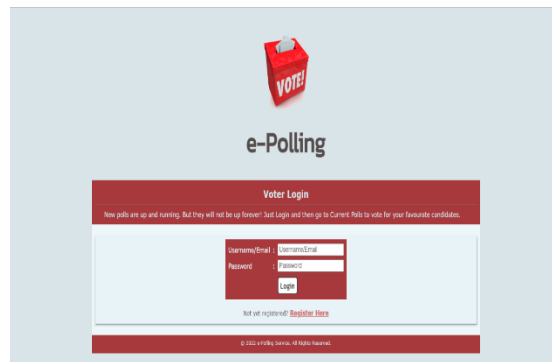 VOTE!
e-Polling
Voter Login
New polls are up and running. But they will not be up forever! Just Login and then go to Current Polls to vote for your favourate candidates.
Username/Email : Username/Email
Password : Password
Login
Not yet registered? Register Here
© 2022 e-Polling Service. All Rights Reserved.